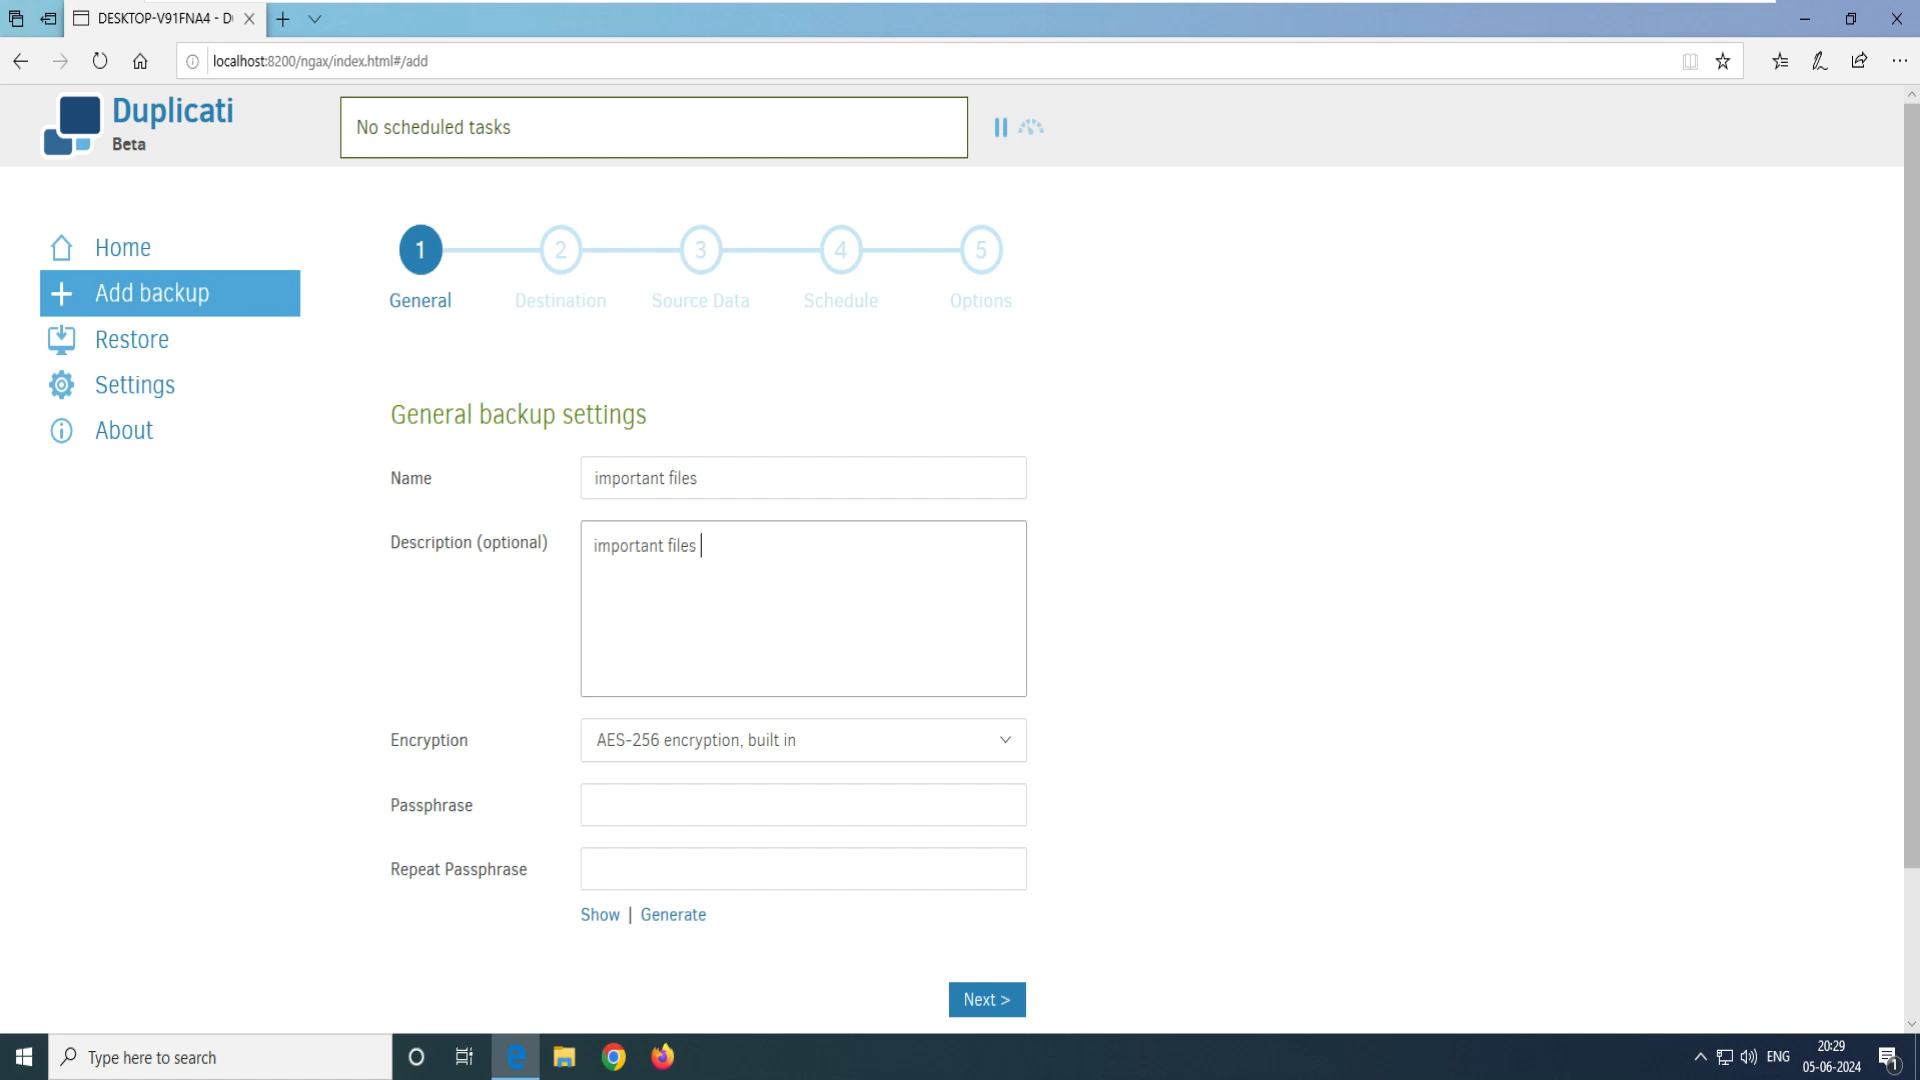 DESKTOP-V91FNA4 - D
localhost:8200/ngax/index.html#/add
Duplicati
Beta
No scheduled tasks
Home
Add backup
Restore
Settings
About
1
2
3
4
5
General
Destination
Source Data
Schedule
Options
General backup settings
Name
important files
Description (optional)
important files
Encryption
AES-256 encryption, built in
Passphrase
Repeat Passphrase
Show | Generate
Next >
Type here to search
ENG
20:29
05-06-2024
1